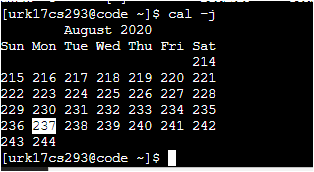 [urk17cs293@code ~]$ cal -j
August 2020
Sun Mon Tue Wed Thu Fri Sat
214
215 216 217 218 219 220 221
222 223 224 225 226 227 228
229 230 231 232 233 234 235
236 237 238 239 240 241 242
243 244
[urk17cs293@code ~]$